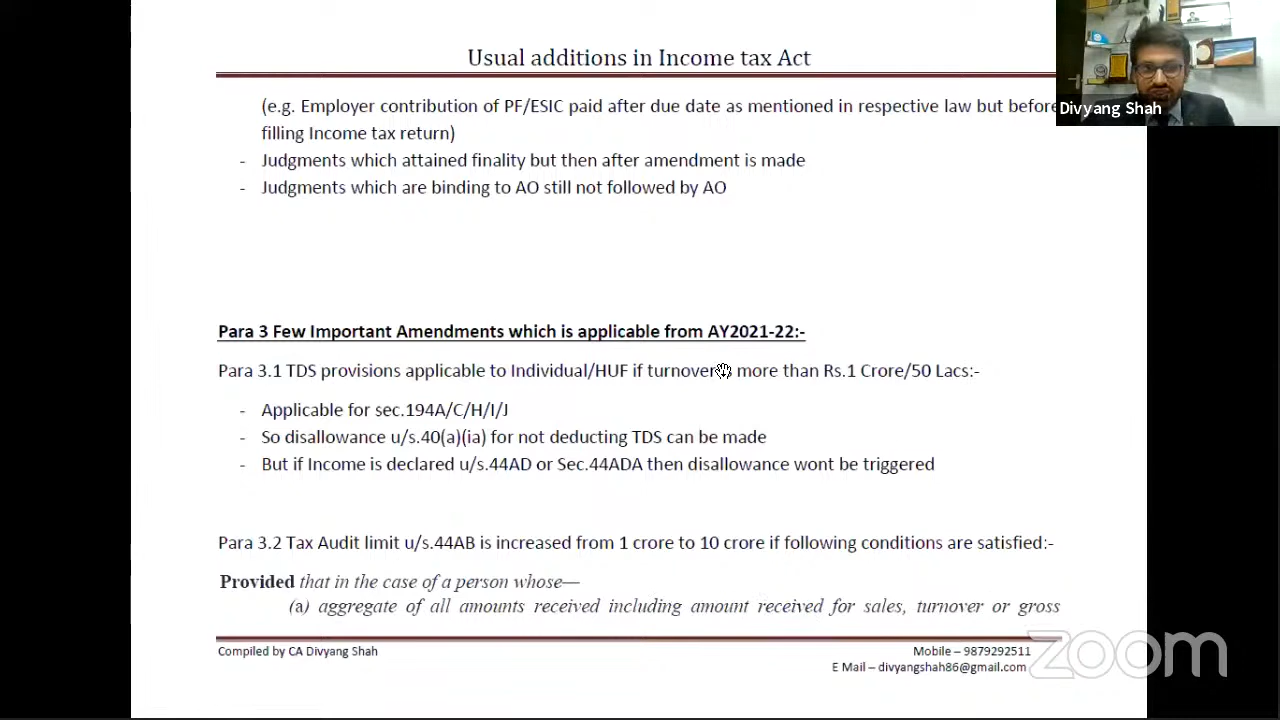 Usual additions in Income tax Act
Divyang Shah
(e.g. Employer contribution of PF/ESIC paid after due date as mentioned in respective law but before
filling Income tax return)
- Judgments which attained finality but then after amendment is made
- Judgments which are binding to AO still not followed by AO
Para 3 Few Important Amendments which is applicable from AY2021-22:-
Para 3.1 TDS provisions applicable to Individual/HUF if turnover more than Rs.1 Crore/50 Lacs:-
- Applicable for sec.194A/C/H/I/J
- So disallowance u/s.40(a)(ia) for not deducting TDS can be made
- But if Income is declared u/s.44AD or Sec.44ADA then disallowance wont be triggered
Para 3.2 Tax Audit limit u/s.44AB is increased from 1 crore to 10 crore if following conditions are satisfied:-
Provided that in the case of a person whose—
(a) aggregate of all amounts received including amount received for sales, turnover or gross
Compiled by CA Divyang Shah
Mobile – 9879292511
E Mail – divyangshah86@gmail.com
zoom